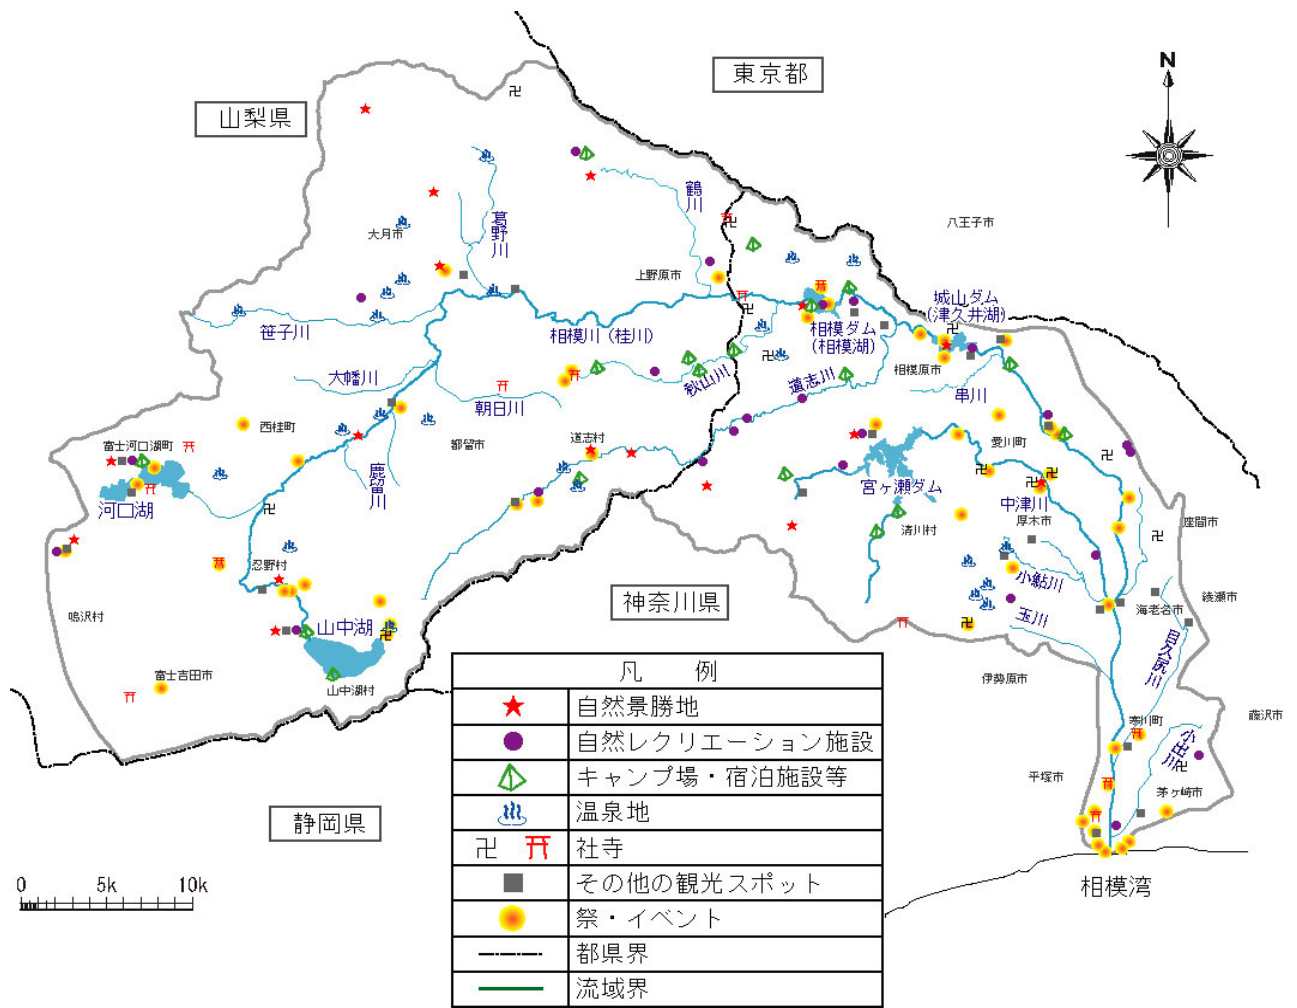 東京都
N
山梨県
鶴川
八王子市
大月市
葛野川
上野原市
城山ダム
(津久井湖)
笹子川
相模川(桂川)
相模ダム
(相模湖)
大幡川
秋山川
道志川
相模原市
串川
朝日川
西桂町
富士河口湖町
都留市
道志村
愛川町
鹿留川
河口湖
宮ヶ瀬ダム
中津川
厚木市
座間市
清川村
忍野村
小鮎川
神奈川県
綾瀬市
海老名市
鳴沢村
山中湖
玉川
目久尻川
富士吉田市
山中湖村
伊勢原市
寒川町
藤沢市
小出川
平塚市
茅ヶ崎市
静岡県
相模湾
0 5k 10k
凡 例
自然景勝地
自然レクリエーション施設
キャンプ場・宿泊施設等
温泉地
卍 社寺
その他の観光スポット
祭・イベント
都県界
流域界